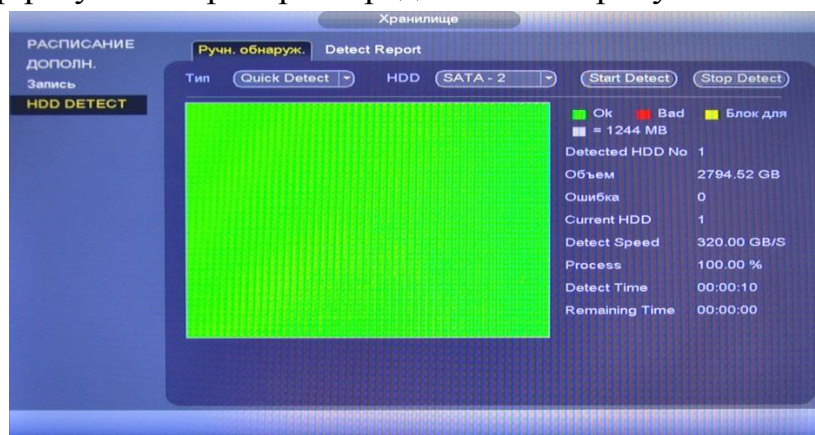 Хранилище
РАСПИСАНИЕ
ДОПОЛН.
Запись
HDD DETECT
Ручн. обнаруж. Detect Report
Тип Quick Detect HDD SATA - 2 Start Detect Stop Detect
Ok Bad Блок для
= 1244 MB
Detected HDD No 1
Объем 2794.52 GB
Ошибка 0
Current HDD 1
Detect Speed 320.00 GB/S
Process 100.00 %
Detect Time 00:00:10
Remaining Time 00:00:00